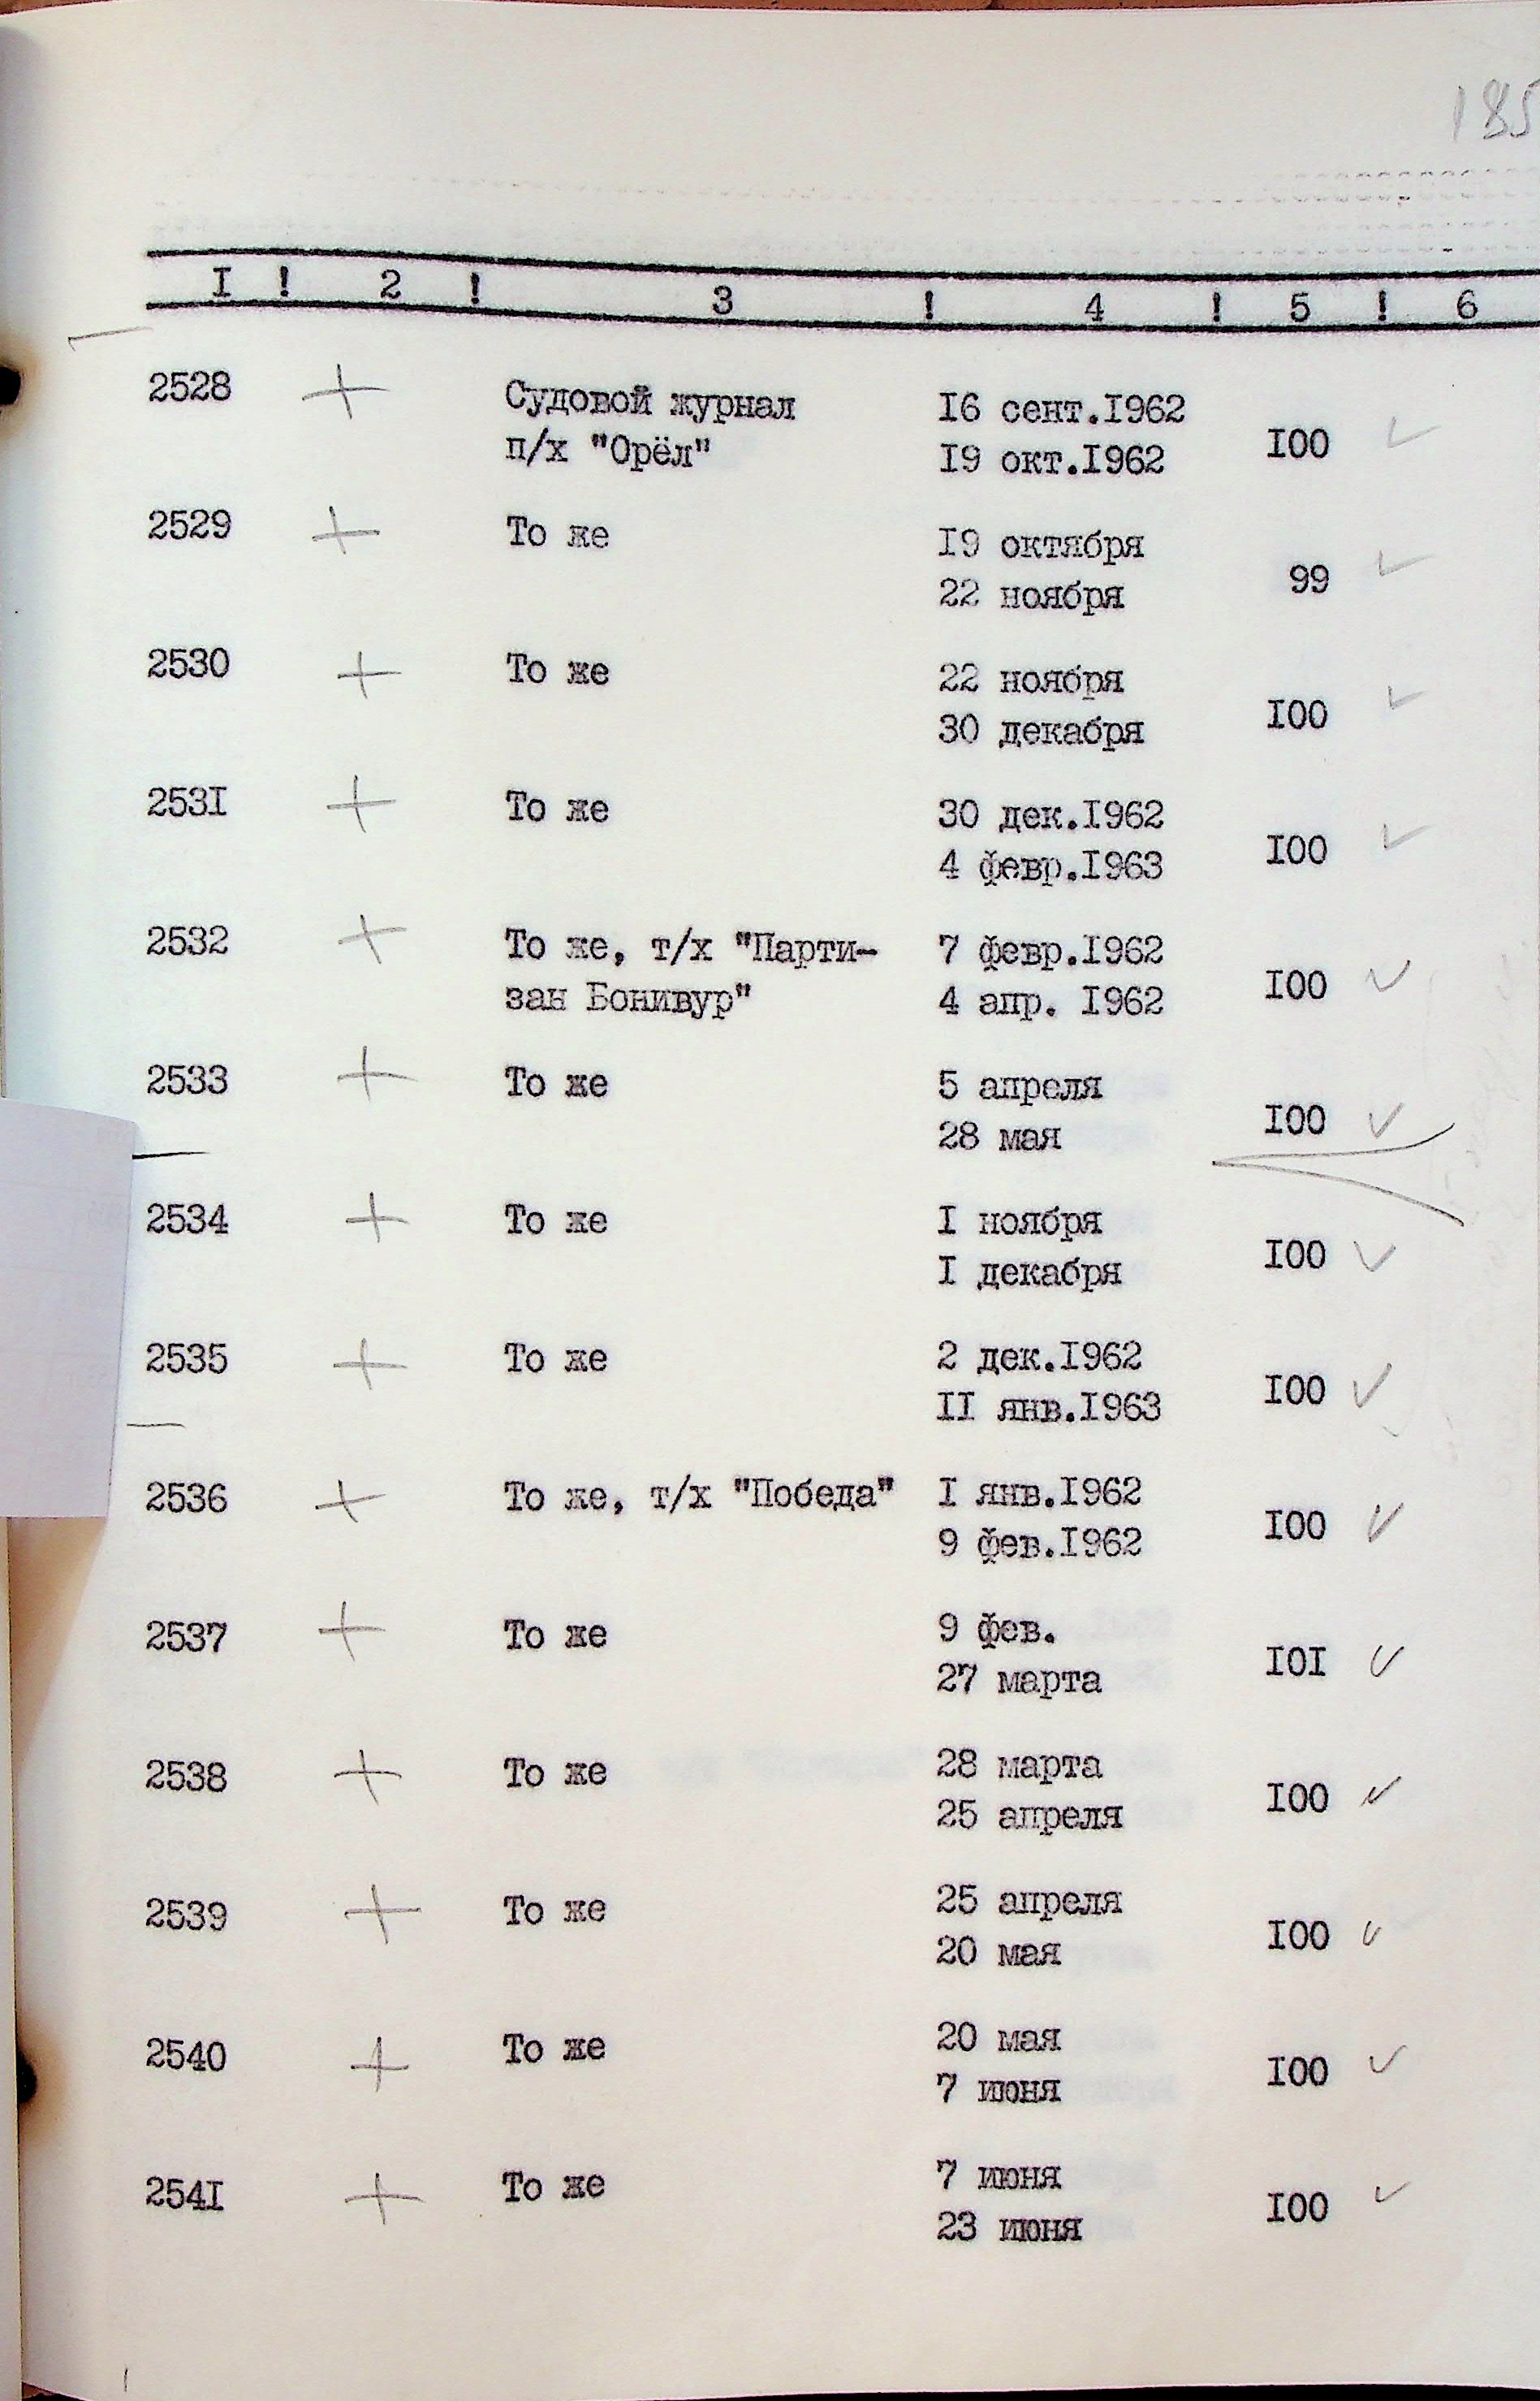 185
I ! 2 ! 3 ! 4 ! 5 ! 6
2528 + Судовой журнал 16 сент.1962
п/х "Орёл" 19 окт.1962 100 ✓
2529 + То же 19 октября
22 ноября 99 ✓
2530 + То же 22 ноября
30 декабря 100 ✓
2531 + То же 30 дек.1962
4 февр.1963 100 ✓
2532 + То же, т/х "Парти- 7 февр.1962
зан Бонивур" 4 апр. 1962 100 ✓
2533 + То же 5 апреля
28 мая 100 ✓
2534 + То же I ноября
I декабря 100 ✓
2535 + То же 2 дек.1962
II янв.1963 100 ✓
2536 + То же, т/х "Победа" I янв.1962
9 фев.1962 100 ✓
2537 + То же 9 фев.
27 марта 101 ✓
2538 + То же 28 марта
25 апреля 100 ✓
2539 + То же 25 апреля
20 мая 100 ✓
2540 + То же 20 мая
7 июня 100 ✓
2541 + То же 7 июня
23 июня 100 ✓